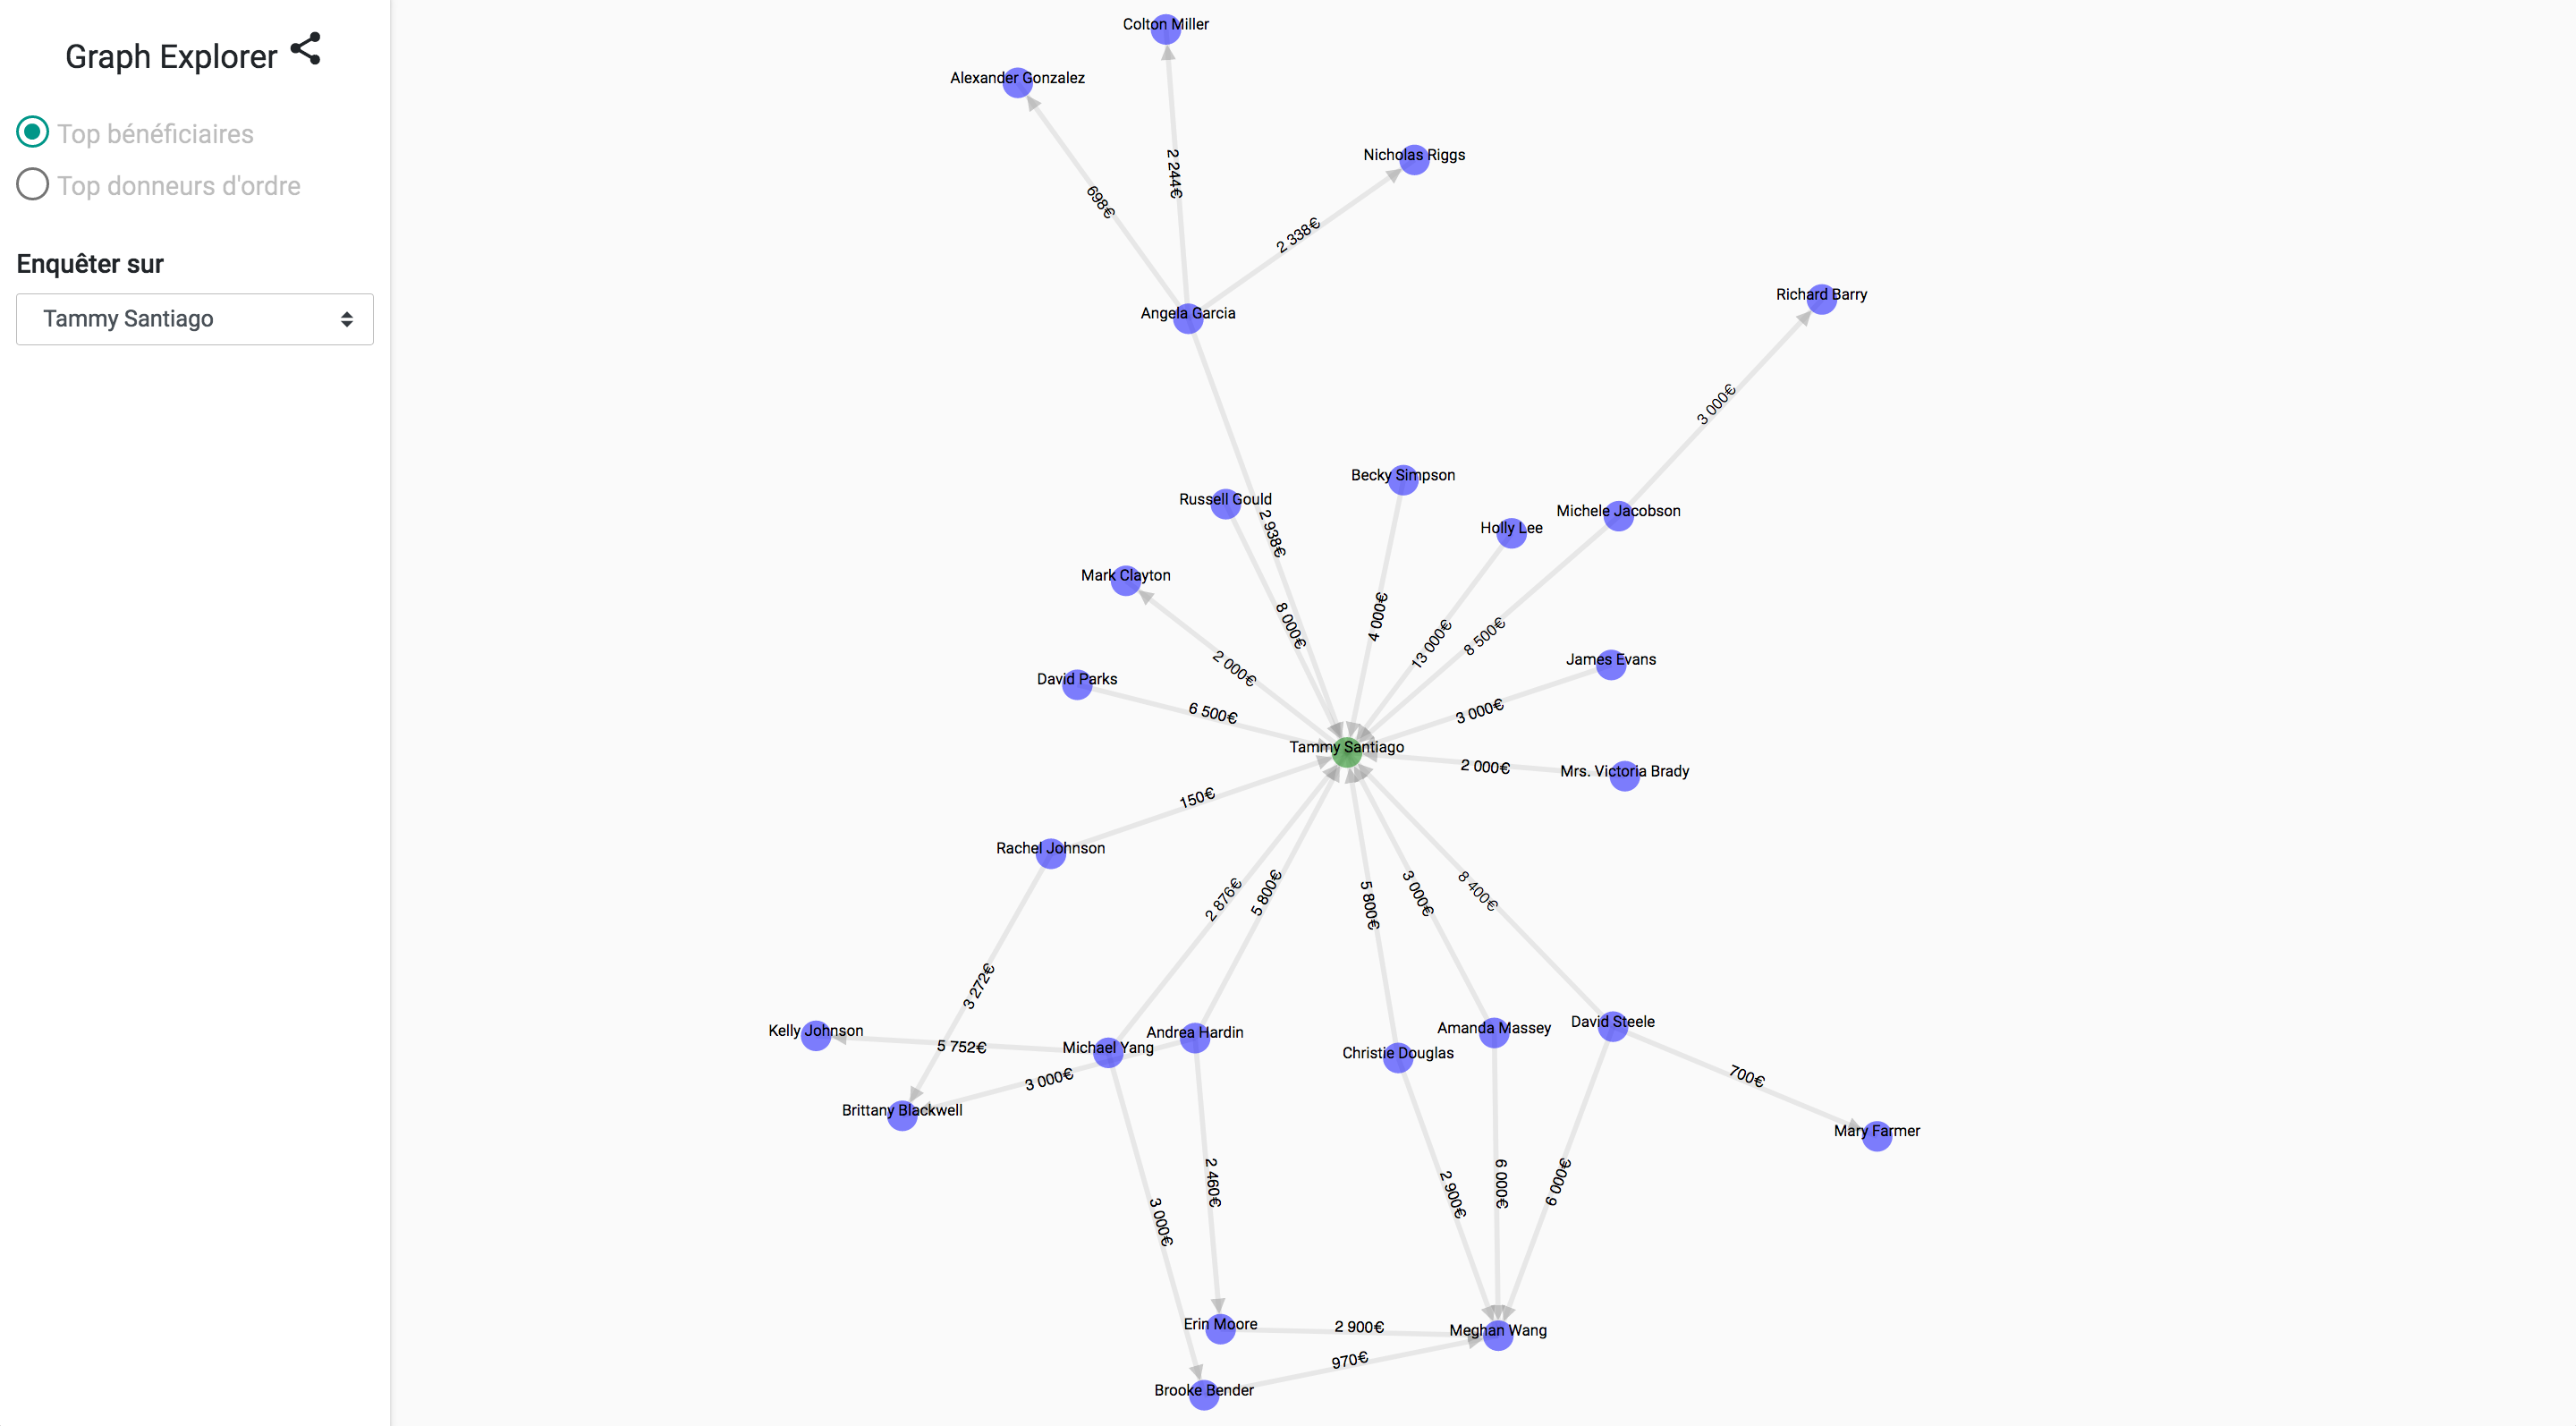 Graph Explorer
Top bénéficiaires
Top donneurs d'ordre
Enquêter sur
Tammy Santiago
Colton Miller
Alexander Gonzalez
Nicholas Riggs
2 244€
698€
2 338€
Richard Barry
Angela Garcia
3 000€
Becky Simpson
Russell Gould
Michele Jacobson
Holly Lee
2 938€
Mark Clayton
8 000€
4 000€
13 000€
8 500€
James Evans
2 000€
David Parks
6 500€
3 000€
Tammy Santiago
2 000€
Mrs. Victoria Brady
150€
Rachel Johnson
2 876€
5 800€
5 800€
3 000€
8 400€
3 272€
Kelly Johnson
Andrea Hardin
Amanda Massey
David Steele
5 752€
Michael Yang
Christie Douglas
3 000€
700€
Brittany Blackwell
Mary Farmer
2 460€
2 900€
6 000€
6 000€
3 000€
Erin Moore
2 900€
Meghan Wang
970€
Brooke Bender